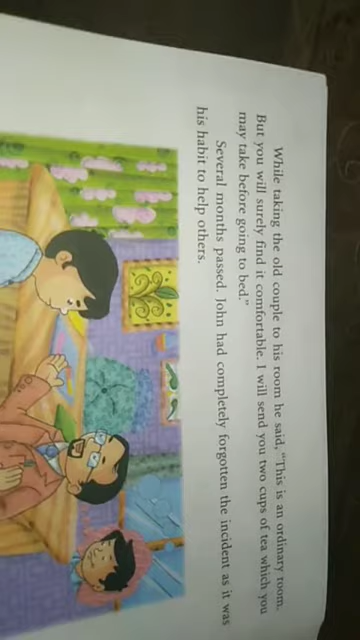 While taking the old couple to his room he said, "This is an ordinary room.
But you will surely find it comfortable. I will send you two cups of tea which you
may take before going to bed."
Several months passed. John had completely forgotten the incident as it was
his habit to help others.